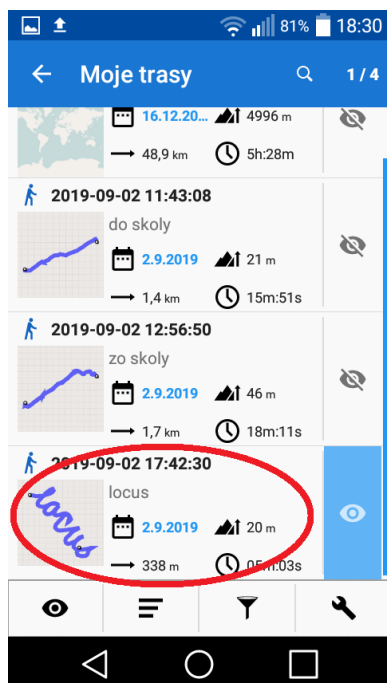 81% 18:30
Moje trasy 1/4
16.12.20... 4996 m
48,9 km 5h:28m
2019-09-02 11:43:08
do skoly
2.9.2019 21 m
1,4 km 15m:51s
2019-09-02 12:56:50
zo skoly
2.9.2019 46 m
1,7 km 18m:11s
2019-09-02 17:42:30
locus
locus
2.9.2019 20 m
338 m 05m:03s